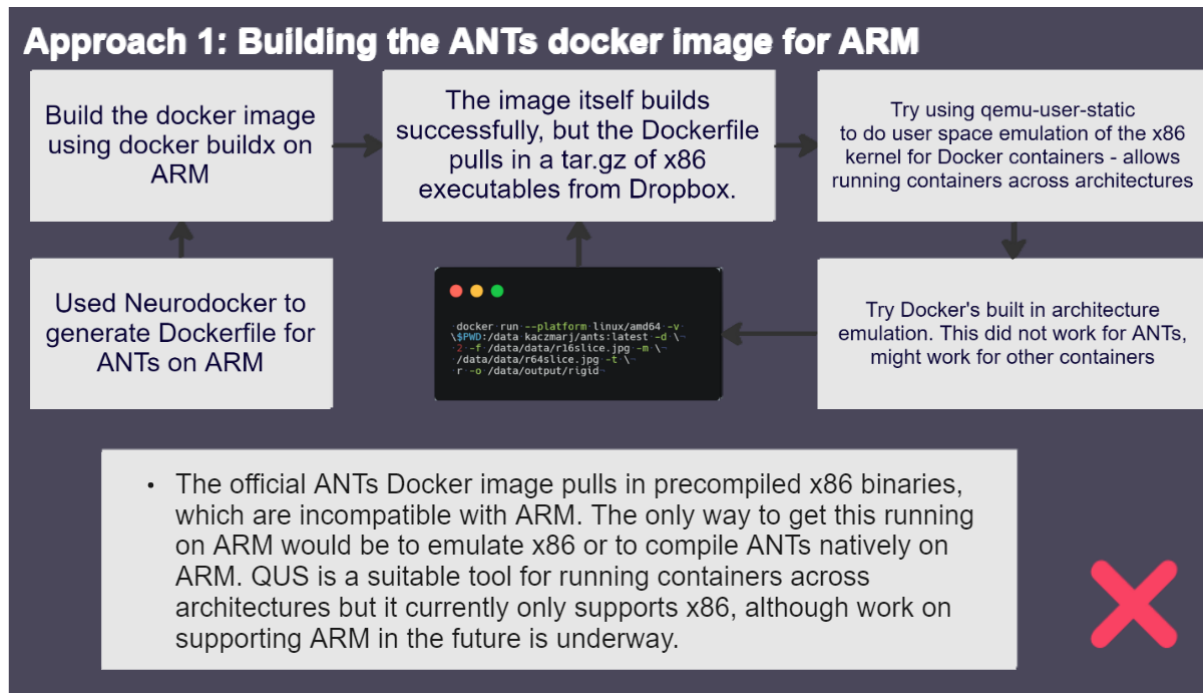 Approach 1: Building the ANTs docker image for ARM
Build the docker image
using docker buildx on
ARM
The image itself builds
successfully, but the Dockerfile
pulls in a tar.gz of x86
executables from Dropbox.
Try using qemu-user-static
to do user space emulation of the x86
kernel for Docker containers - allows
running containers across architectures
Used Neurodocker to
generate Dockerfile for
ANTs on ARM
docker run --platform linux/amd64 -v
\$PWD:/data kaczmarj/ants:latest -d \
2 -f /data/data/r16slice.jpg -m \
/data/data/r64slice.jpg -t \
r -o /data/output/rigid
Try Docker's built in architecture
emulation. This did not work for ANTs,
might work for other containers
• The official ANTs Docker image pulls in precompiled x86 binaries,
which are incompatible with ARM. The only way to get this running
on ARM would be to emulate x86 or to compile ANTs natively on
ARM. QUS is a suitable tool for running containers across
architectures but it currently only supports x86, although work on
supporting ARM in the future is underway.